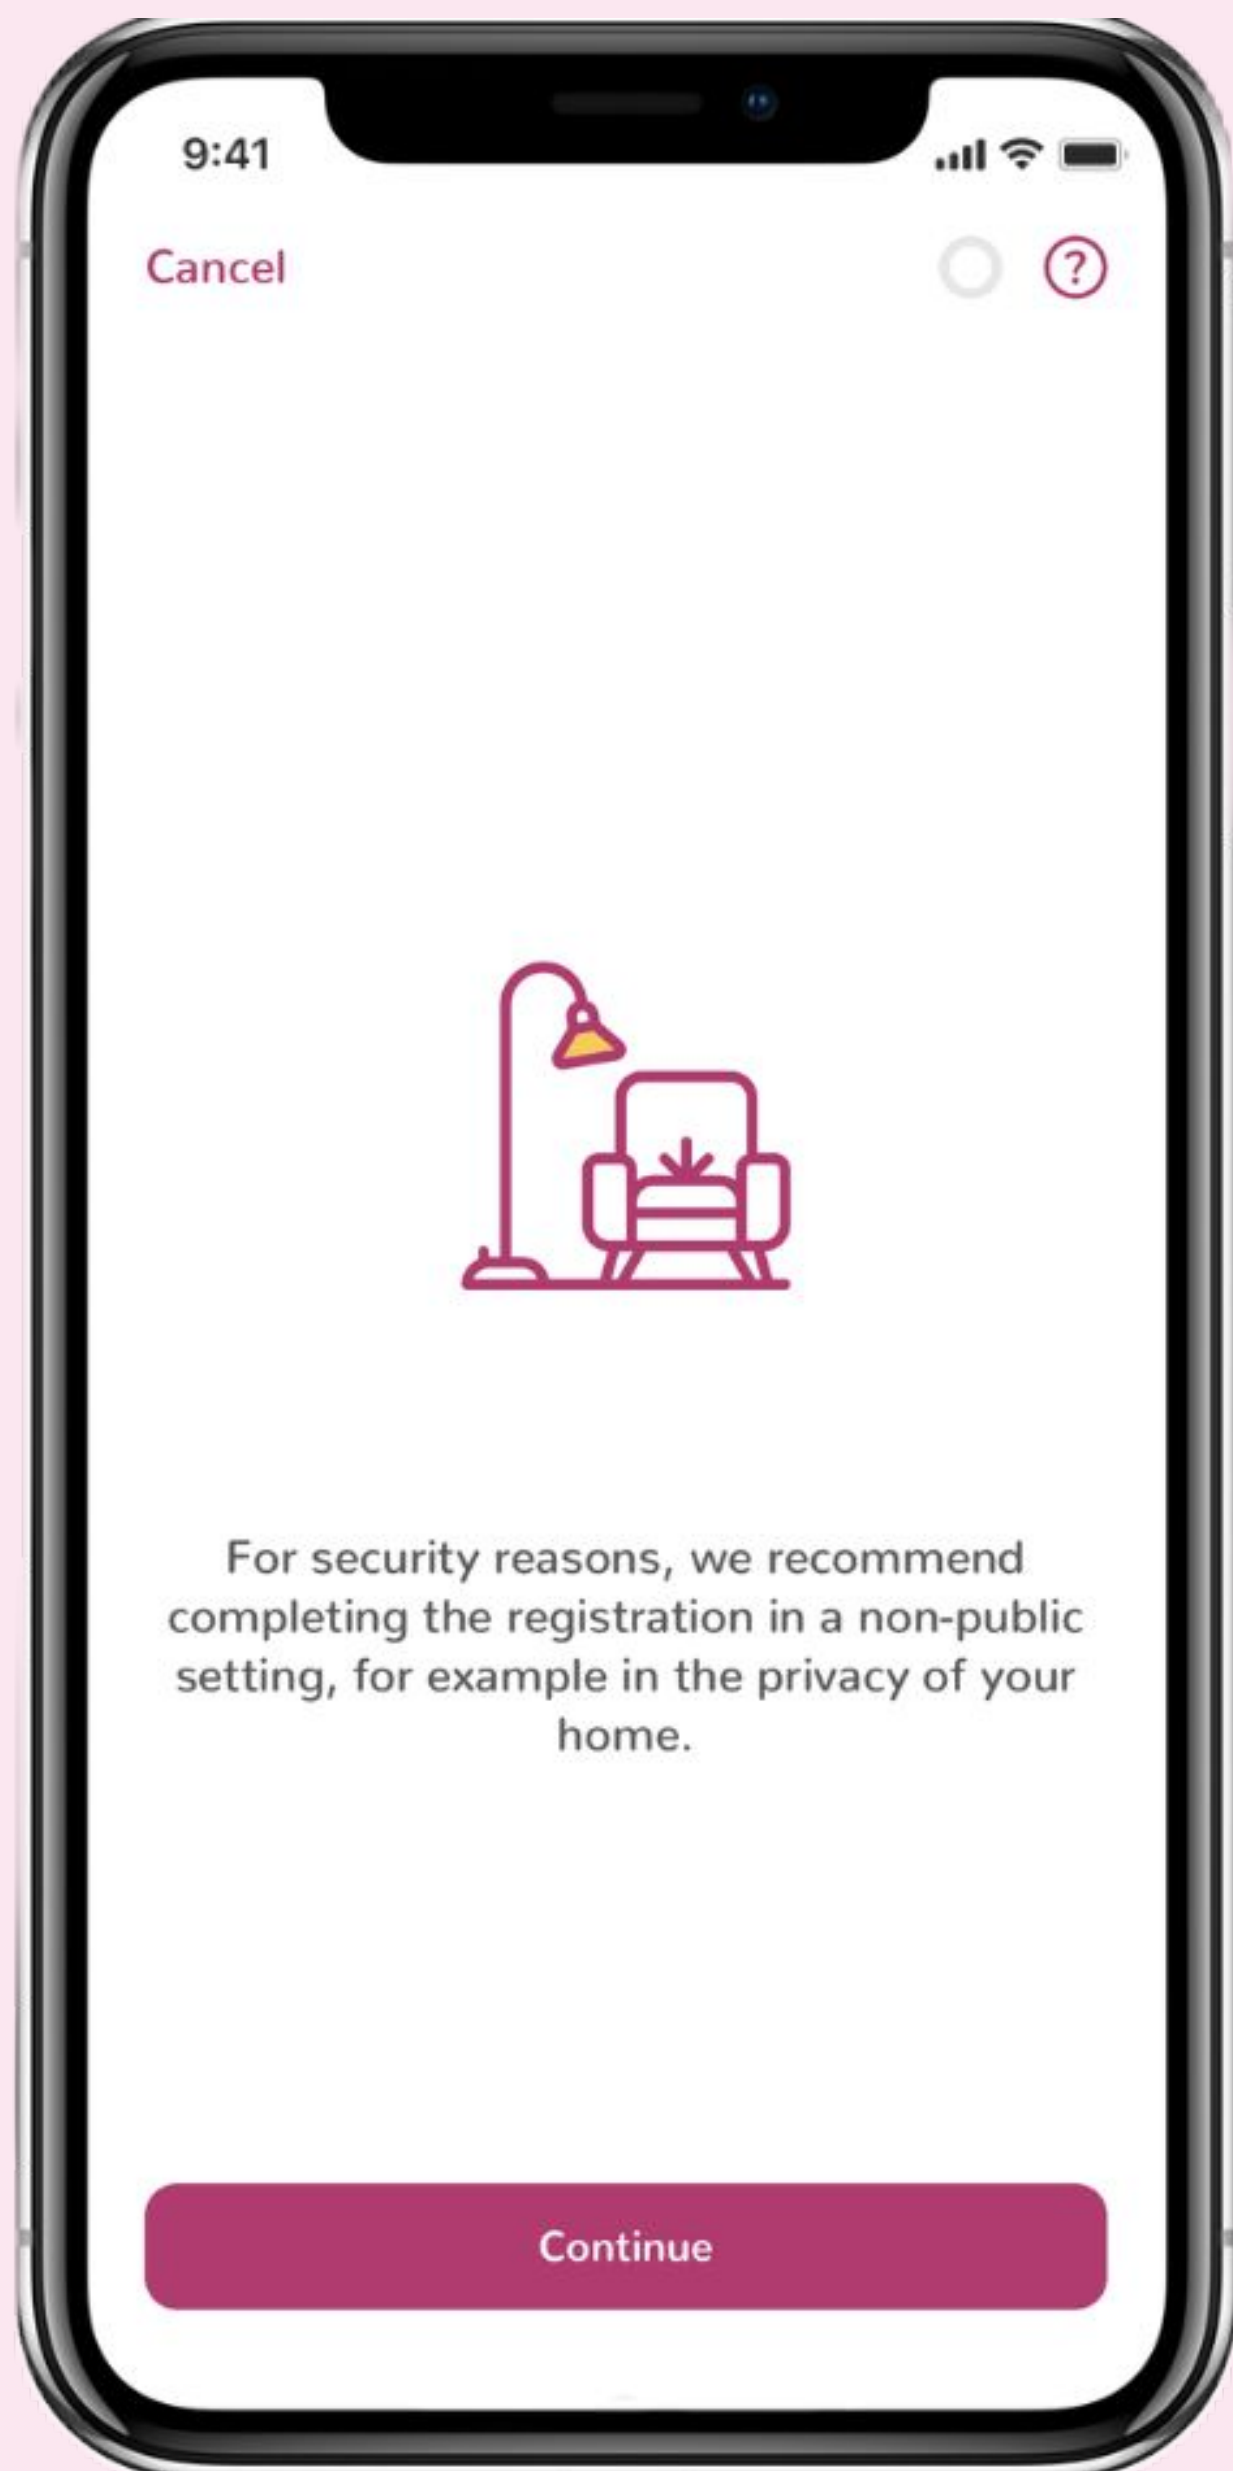 9:41
Cancel
?
For security reasons, we recommend
completing the registration in a non-public
setting, for example in the privacy of your
home.
Continue